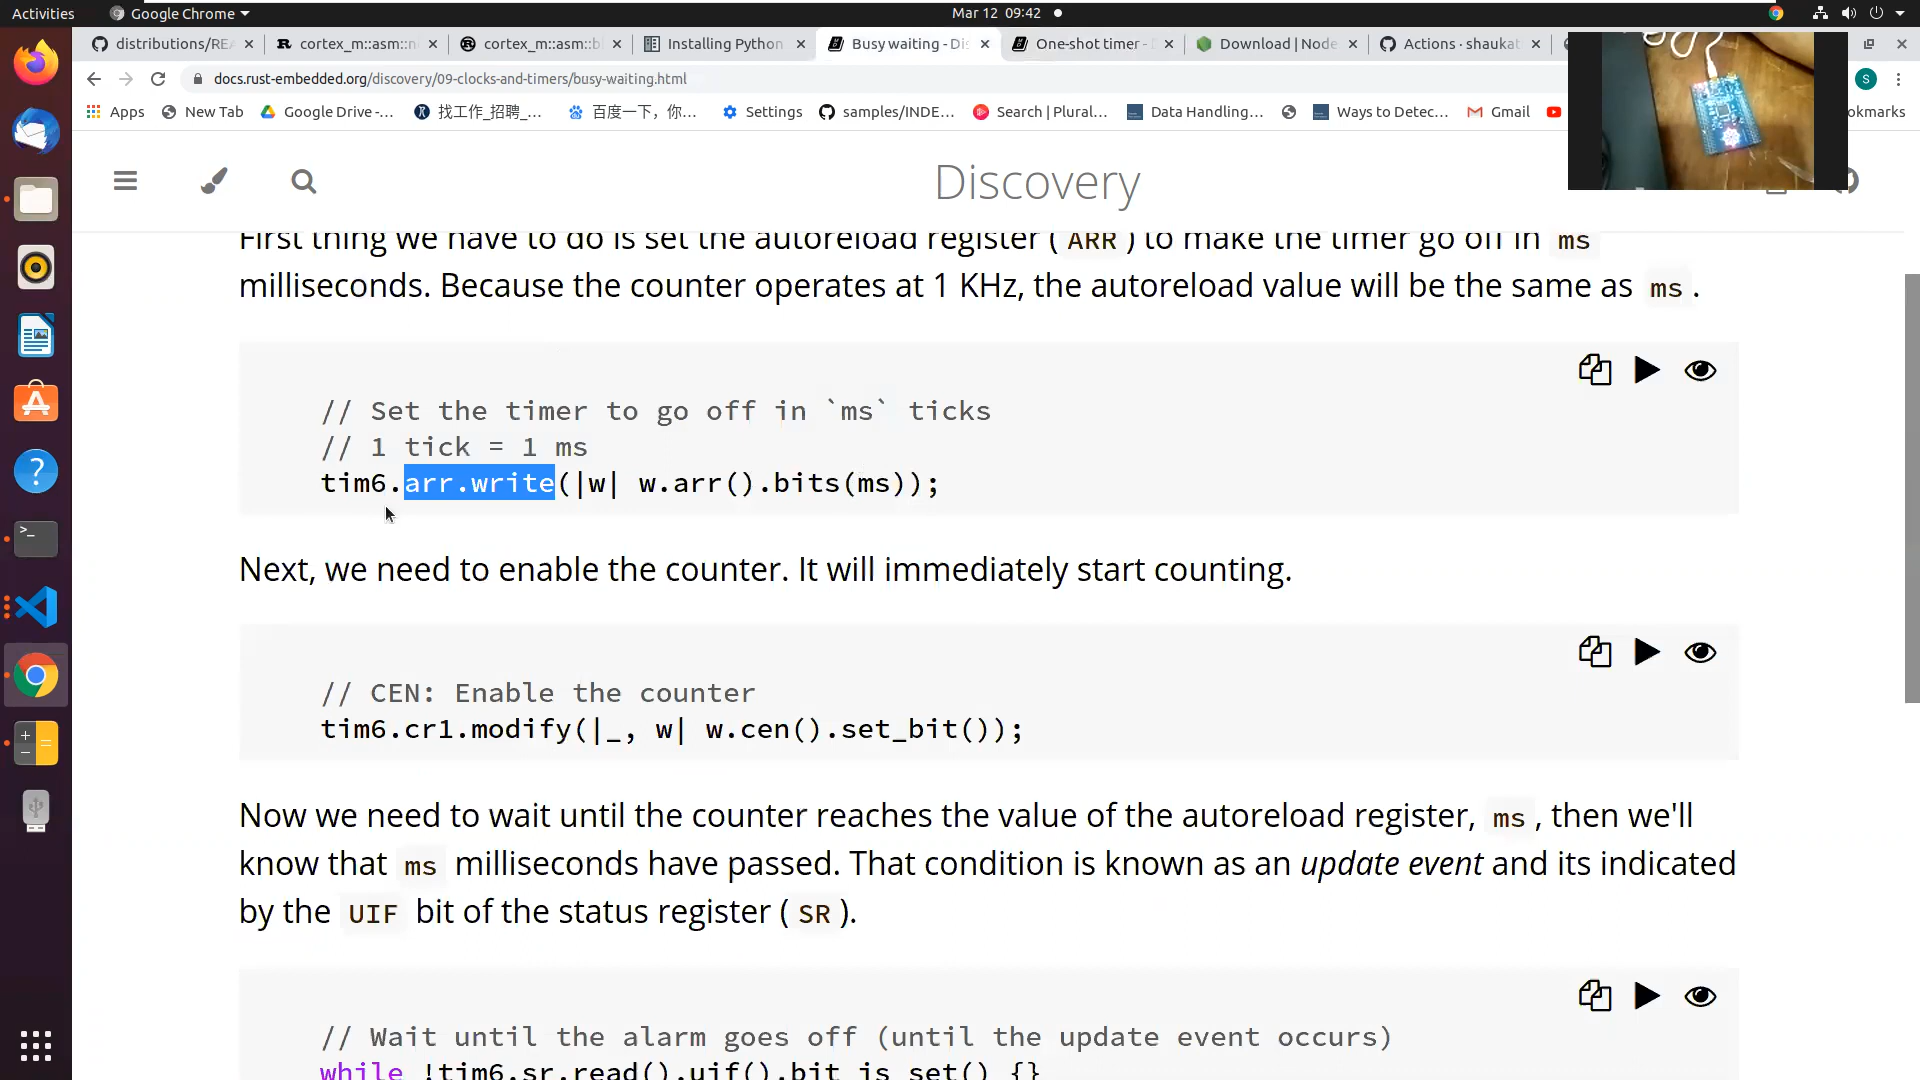 Activities
Google Chrome
Mar 12 09:42
distributions/REA
cortex_m::asm::n
cortex_m::asm::b
Installing Python
Busy waiting - Dis
One-shot timer - D
Download | Node
Actions · shaukat
docs.rust-embedded.org/discovery/09-clocks-and-timers/busy-waiting.html
S
Apps
New Tab
Google Drive -...
找工作_招聘_...
百度一下，你...
Settings
samples/INDE...
Search | Plural...
Data Handling...
Ways to Detec...
Gmail
okmarks
Discovery
First thing we have to do is set the autoreload register ( ARR ) to make the timer go off in ms
milliseconds. Because the counter operates at 1 KHz, the autoreload value will be the same as ms .
// Set the timer to go off in `ms` ticks
// 1 tick = 1 ms
tim6.arr.write(|w| w.arr().bits(ms));
Next, we need to enable the counter. It will immediately start counting.
// CEN: Enable the counter
tim6.cr1.modify(|_, w| w.cen().set_bit());
Now we need to wait until the counter reaches the value of the autoreload register, ms , then we'll
know that ms milliseconds have passed. That condition is known as an update event and its indicated
by the UIF bit of the status register ( SR ).
// Wait until the alarm goes off (until the update event occurs)
while !tim6.sr.read().uif().bit_is_set() {}